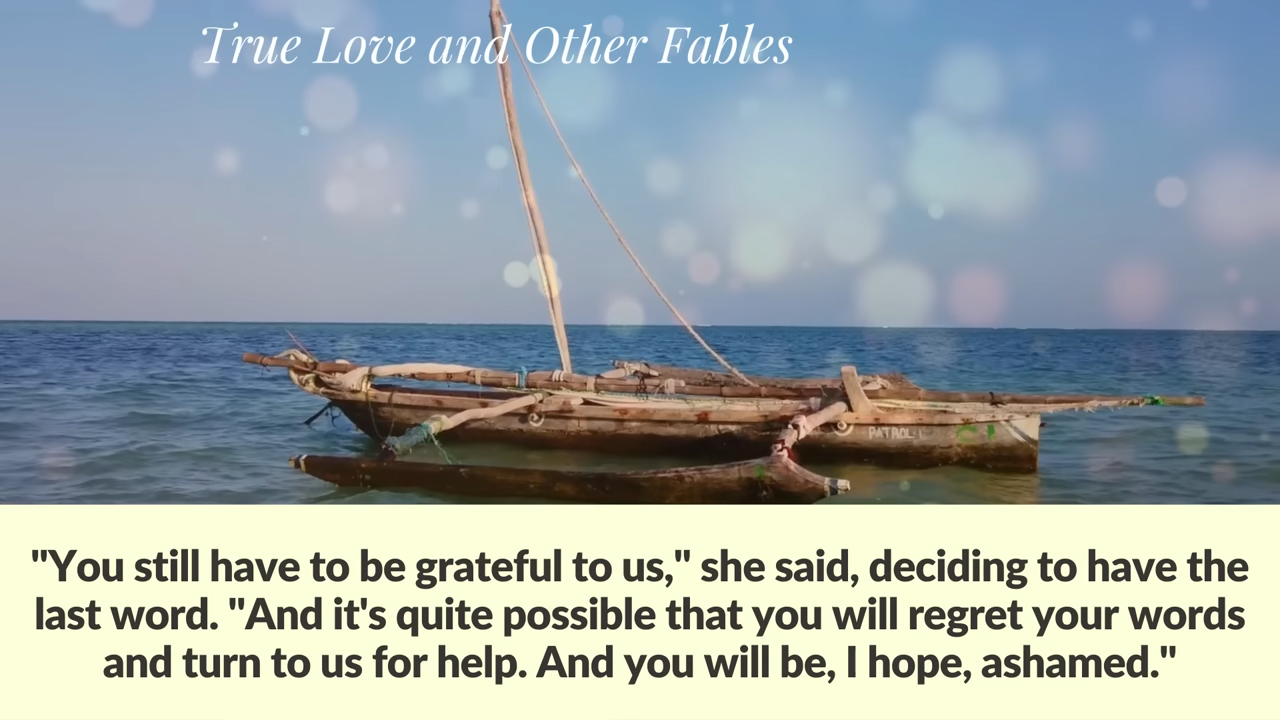 True Love and Other Fables
PATROL
"You still have to be grateful to us," she said, deciding to have the
last word. "And it's quite possible that you will regret your words
and turn to us for help. And you will be, I hope, ashamed."